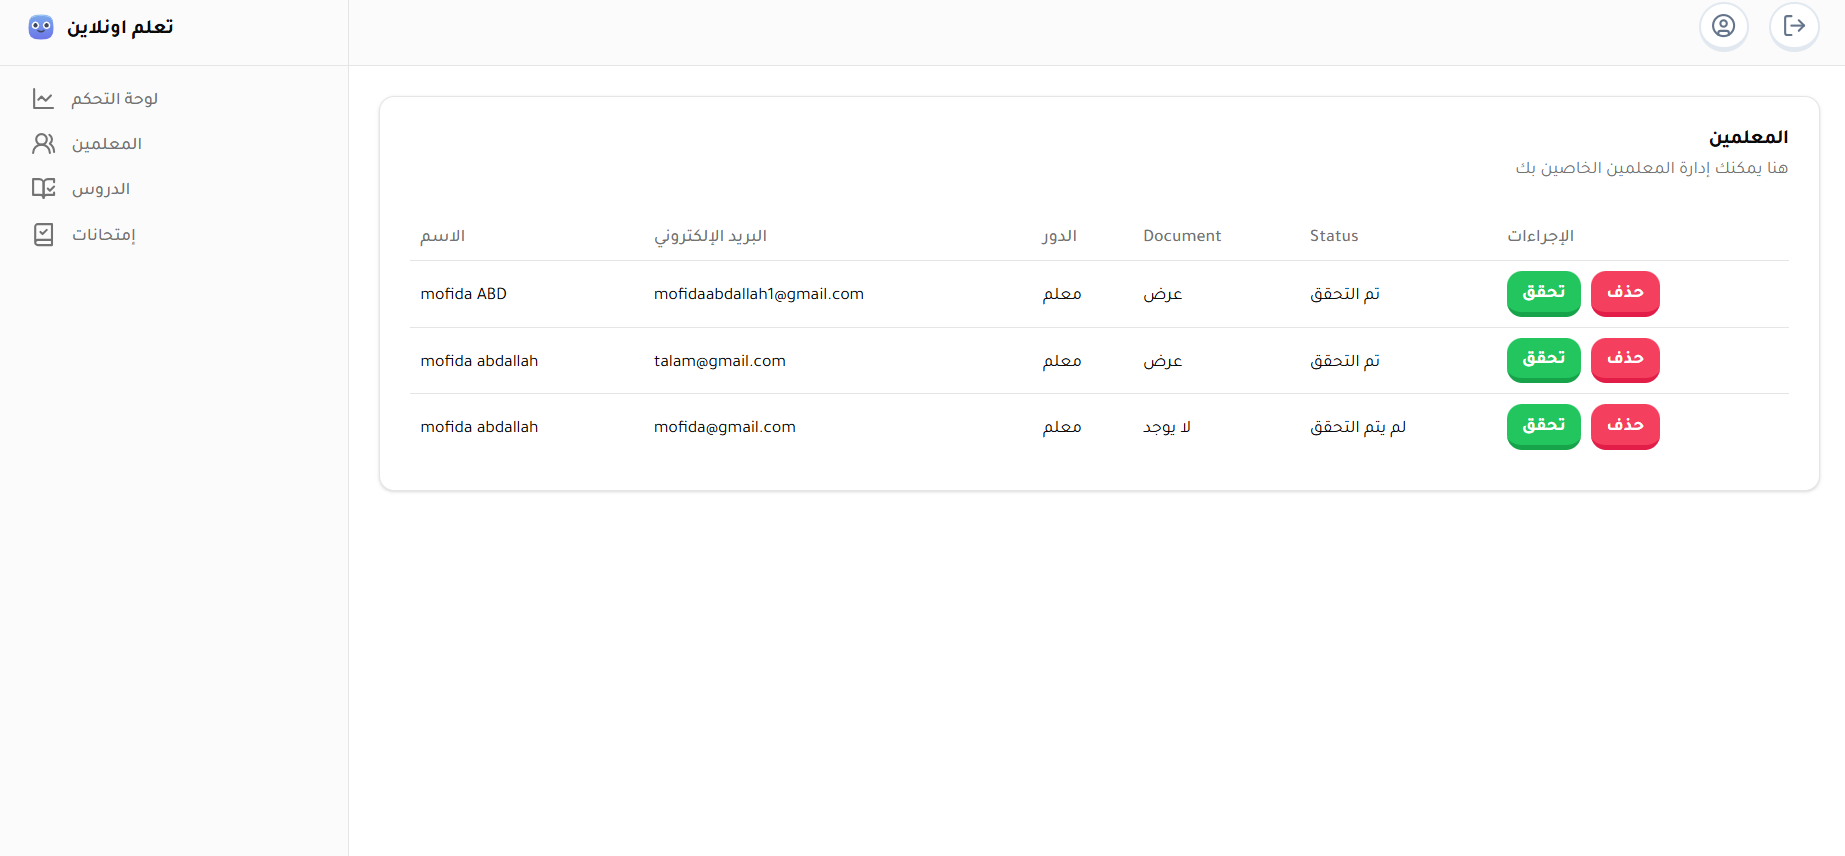 تعلم اونلاين
لوحة التحكم
المعلمين
الدروس
إمتحانات
المعلمين
هنا يمكنك إدارة المعلمين الخاصين بك
الاسم البريد الإلكتروني الدور Document Status الإجراءات
mofida ABD mofidaabdallah1@gmail.com معلم عرض تم التحقق تحقق حذف
mofida abdallah talam@gmail.com معلم عرض تم التحقق تحقق حذف
mofida abdallah mofida@gmail.com معلم لا يوجد لم يتم التحقق تحقق حذف